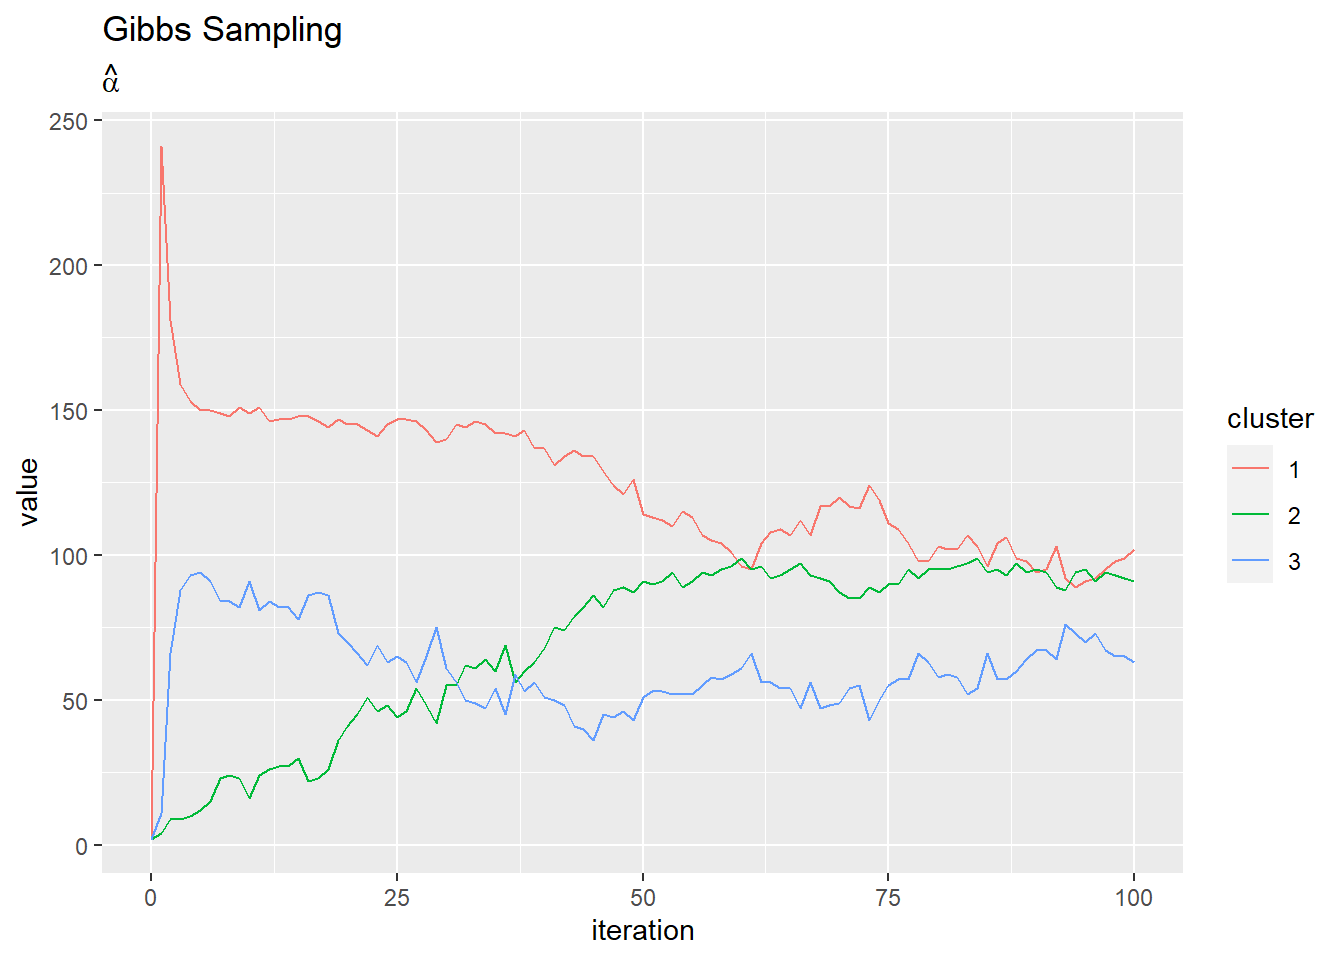 Gibbs Sampling
α̂
250
200
150
100
50
0
value
0 25 50 75 100
iteration
cluster
1
2
3